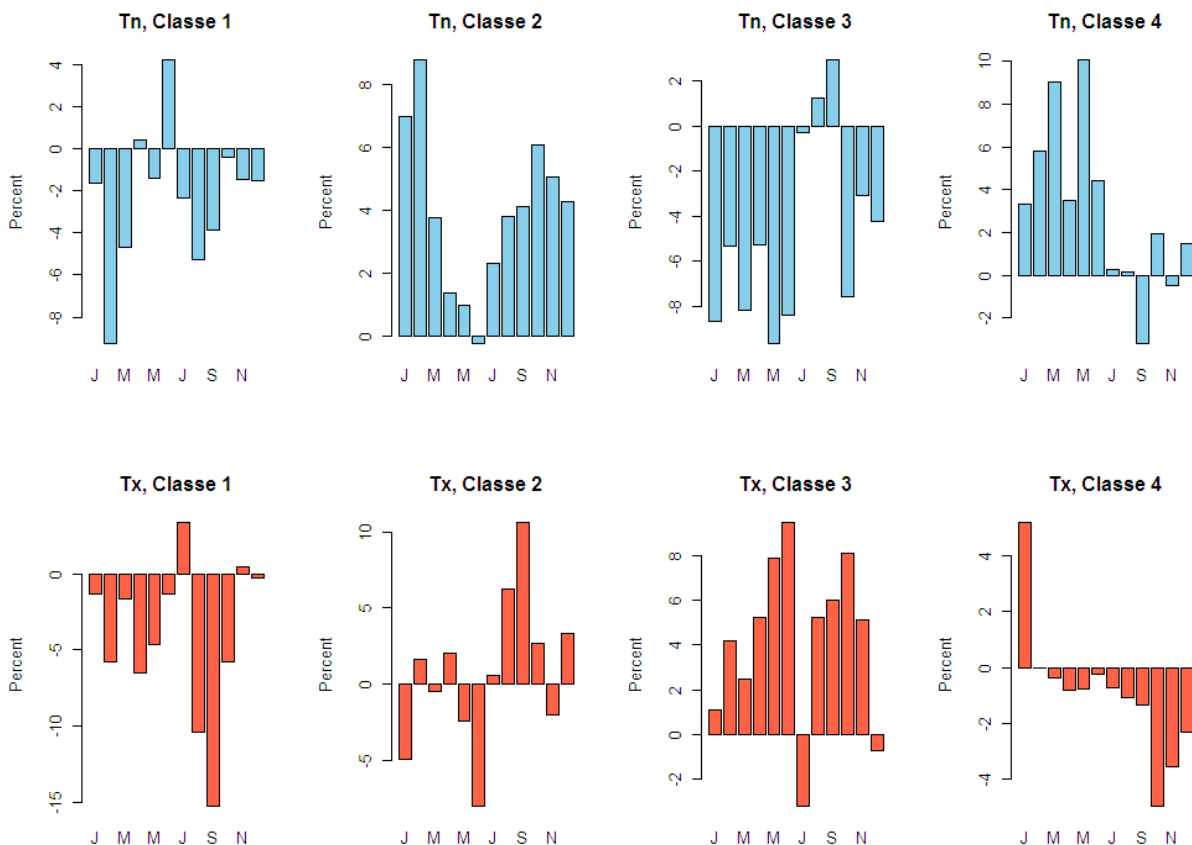 Tn, Classe 1
Percent
4
2
0
-2
-4
-6
-8
J M M J S N
Tn, Classe 2
Percent
8
6
4
2
0
J M M J S N
Tn, Classe 3
Percent
2
0
-2
-4
-6
-8
J M M J S N
Tn, Classe 4
Percent
10
8
6
4
2
0
-2
J M M J S N
Tx, Classe 1
Percent
0
-5
-10
-15
J M M J S N
Tx, Classe 2
Percent
10
5
0
-5
J M M J S N
Tx, Classe 3
Percent
8
6
4
2
0
-2
J M M J S N
Tx, Classe 4
Percent
4
2
0
-2
-4
J M M J S N